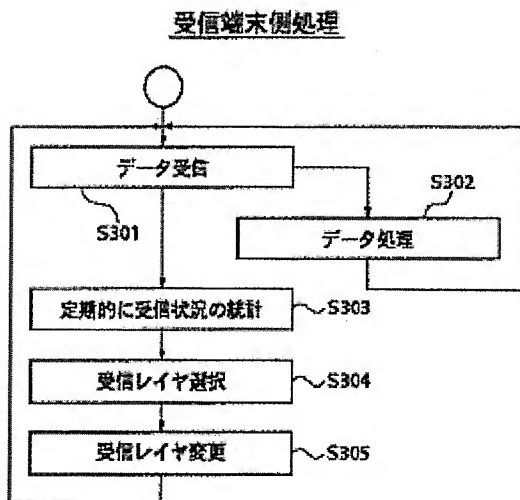 受信端末側処理
データ受信
S301
S302
データ処理
定期的に受信状況の統計
S303
受信レイヤ選択
S304
受信レイヤ変更
S305